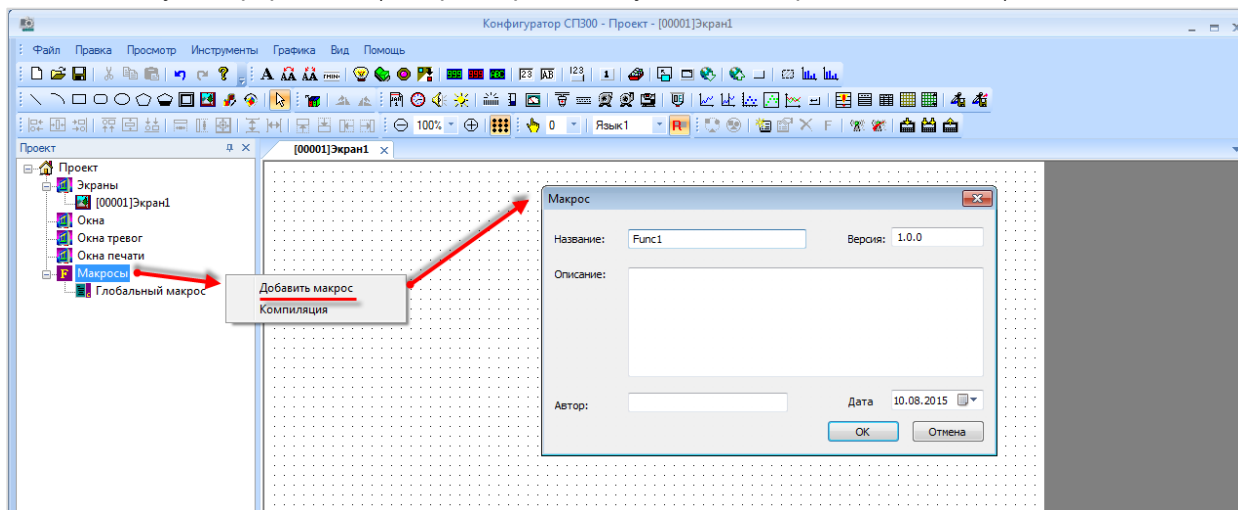 Конфигуратор СП300 - Проект - [00001]Экран1
Файл Правка Просмотр Инструменты Графика Вид Помощь
100% 0 Язык1
Проект [00001]Экран1
Проект
Экраны
[00001]Экран1
Окна
Окна тревог
Окна печати
Макросы
Глобальный макрос
Добавить макрос
Компиляция
Макрос
Название: Func1 Версия: 1.0.0
Описание:
Автор: Дата 10.08.2015
ОК Отмена